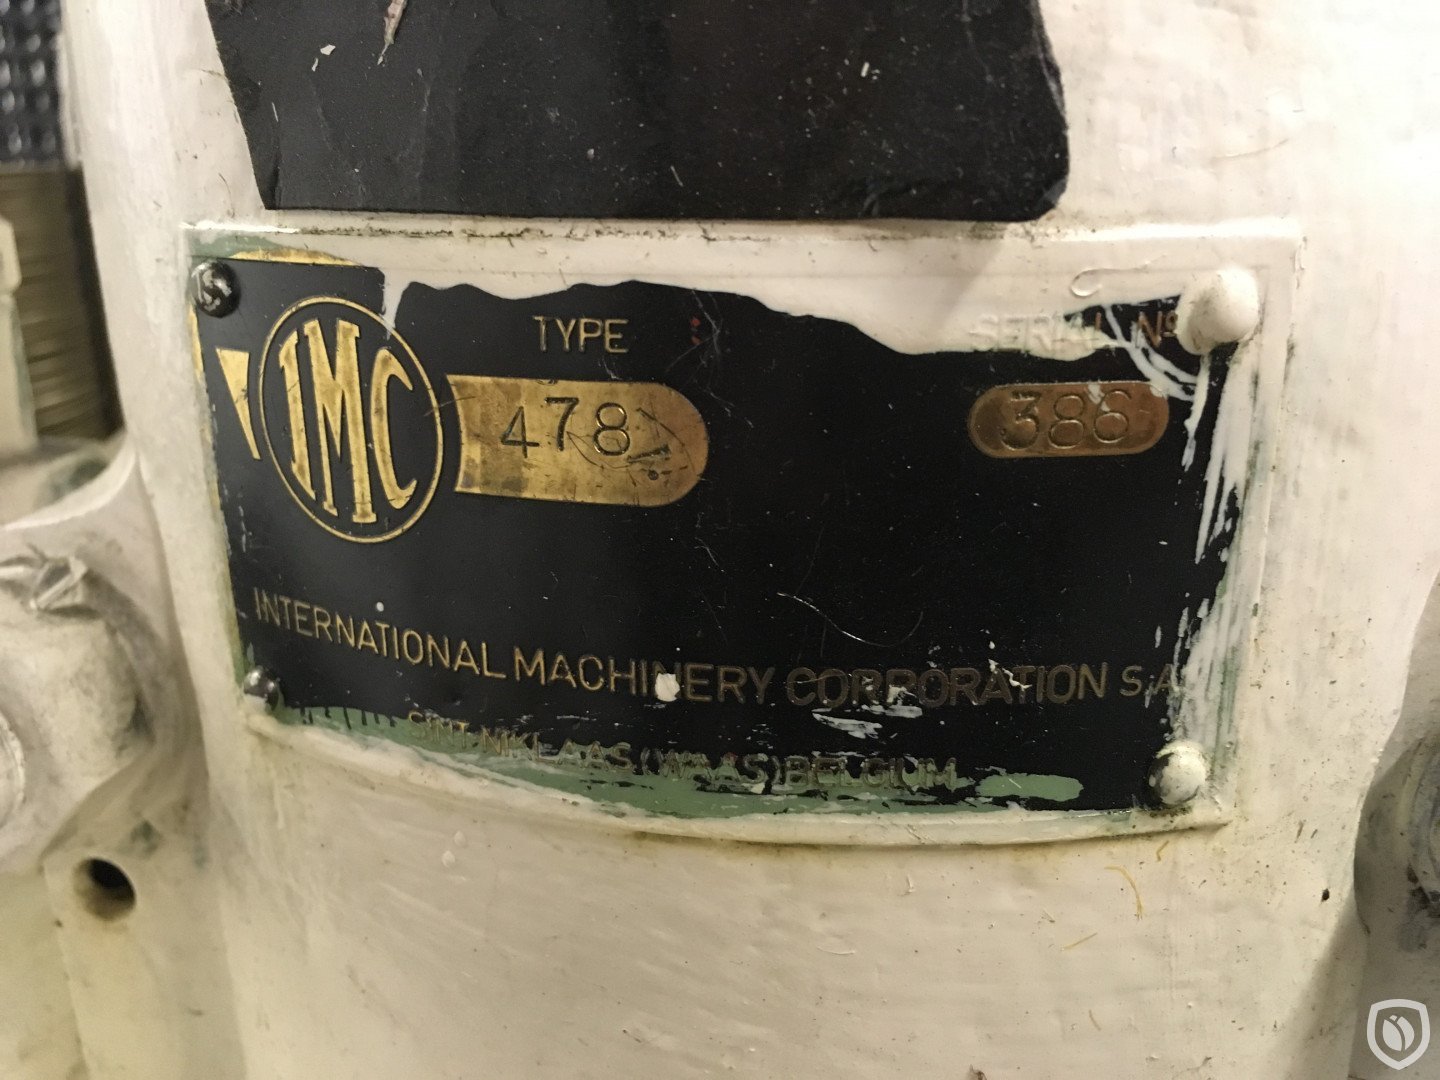 TYPE SERIAL Nº
IMC 478 386
INTERNATIONAL MACHINERY CORPORATION S.A.
SINT-NIKLAAS (WAAS) BELGIUM